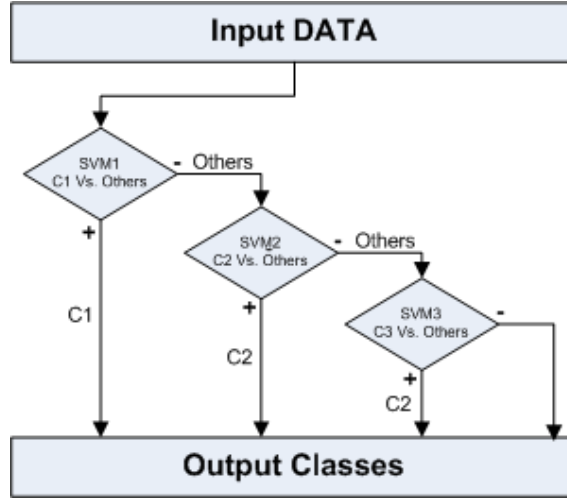 Input DATA
SVM1
C1 Vs. Others
- Others
+
SVM2
C2 Vs. Others
- Others
+
SVM3
C3 Vs. Others
-
+
C1
C2
C2
Output Classes